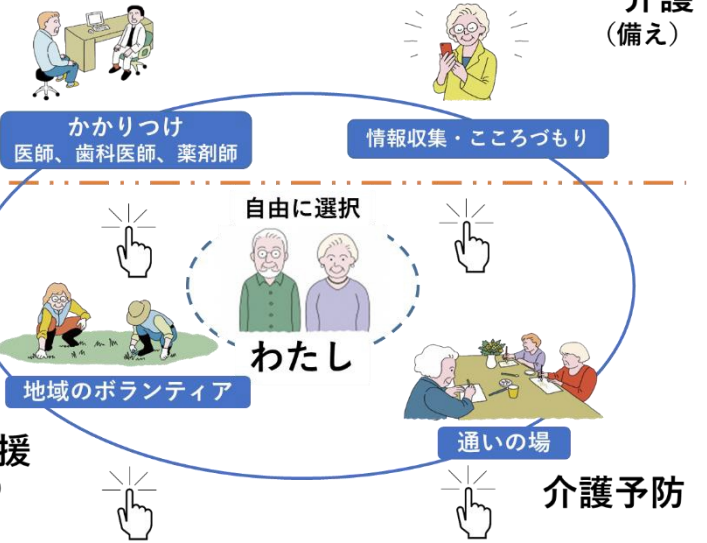 介護
（備え）
かかりつけ
医師、歯科医師、薬剤師
情報収集・こころづもり
自由に選択
わたし
地域のボランティア
通いの場
援
介護予防